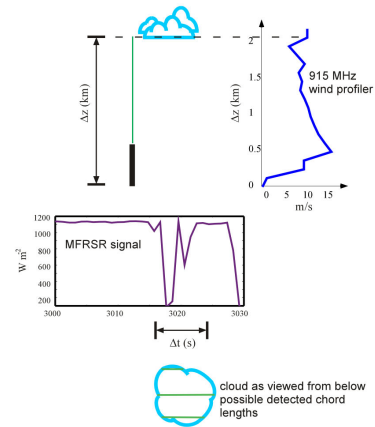 Δz (km)
Δz (km)
2
1.5
1
0.5
0
0 5 10 15
m/s
915 MHz
wind profiler
W m²
1200
1000
800
600
400
200
MFRSR signal
3000 3010 3020 3030
Δt (s)
cloud as viewed from below
possible detected chord
lengths